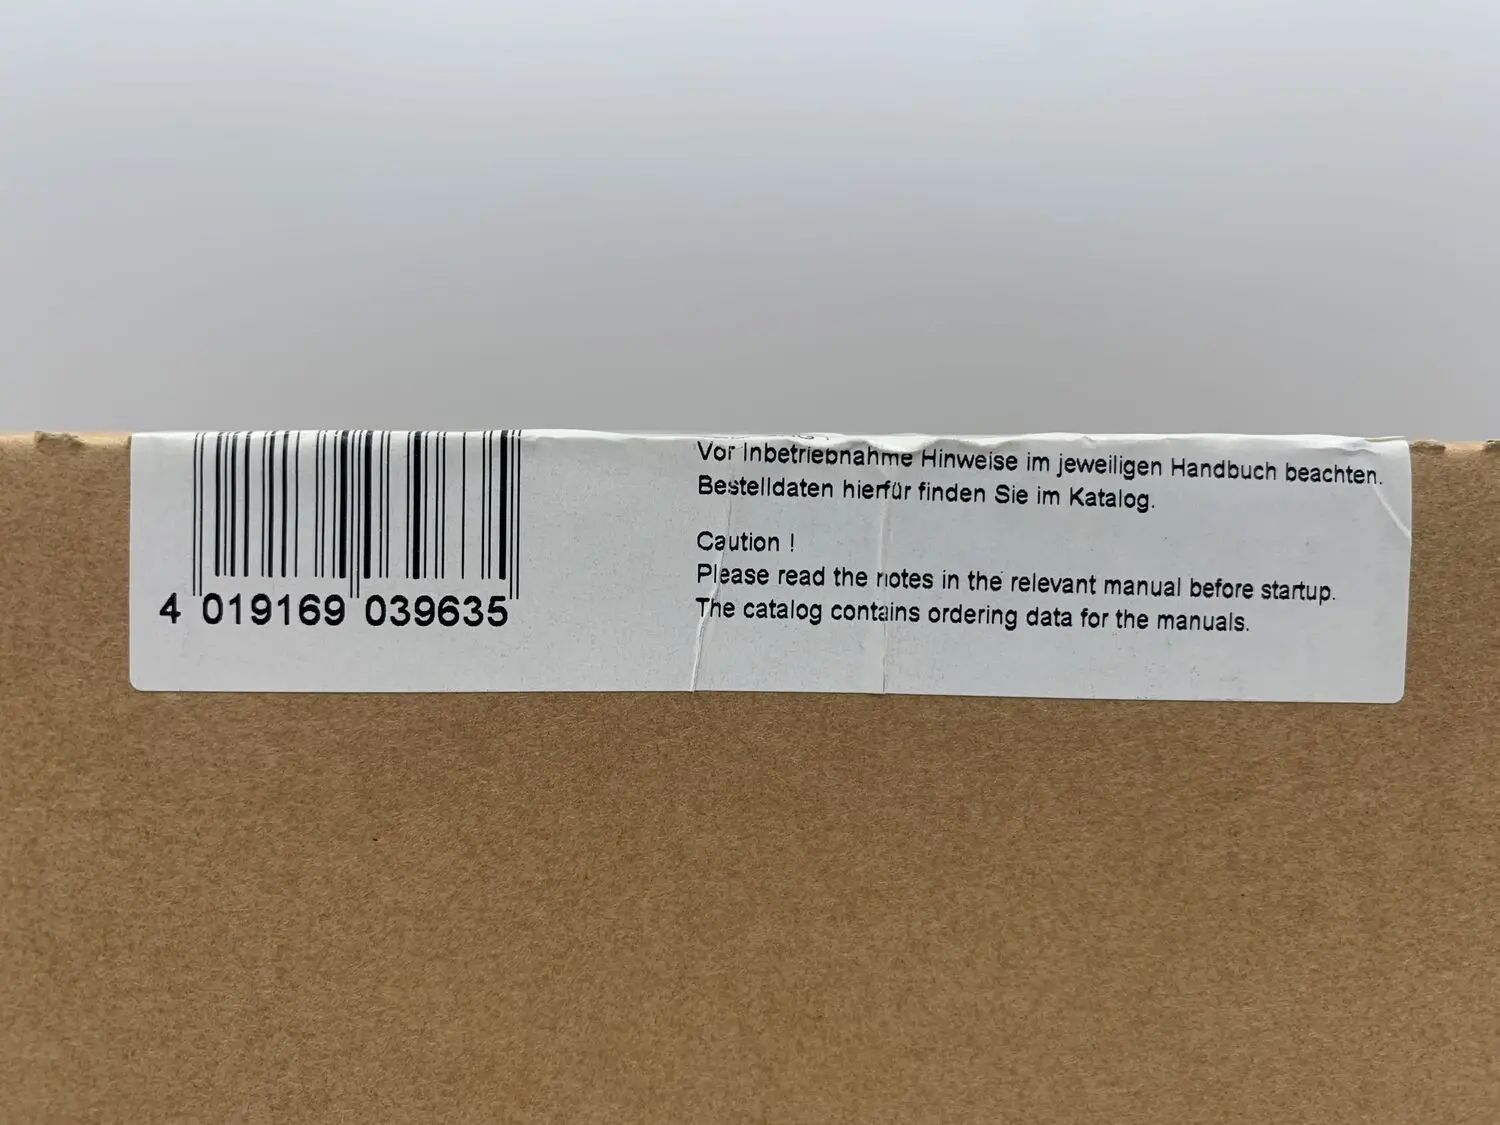 4 019169 039635
Vor Inbetriebnahme Hinweise im jeweiligen Handbuch beachten.
Bestelldaten hierfür finden Sie im Katalog.
Caution !
Please read the notes in the relevant manual before startup.
The catalog contains ordering data for the manuals.